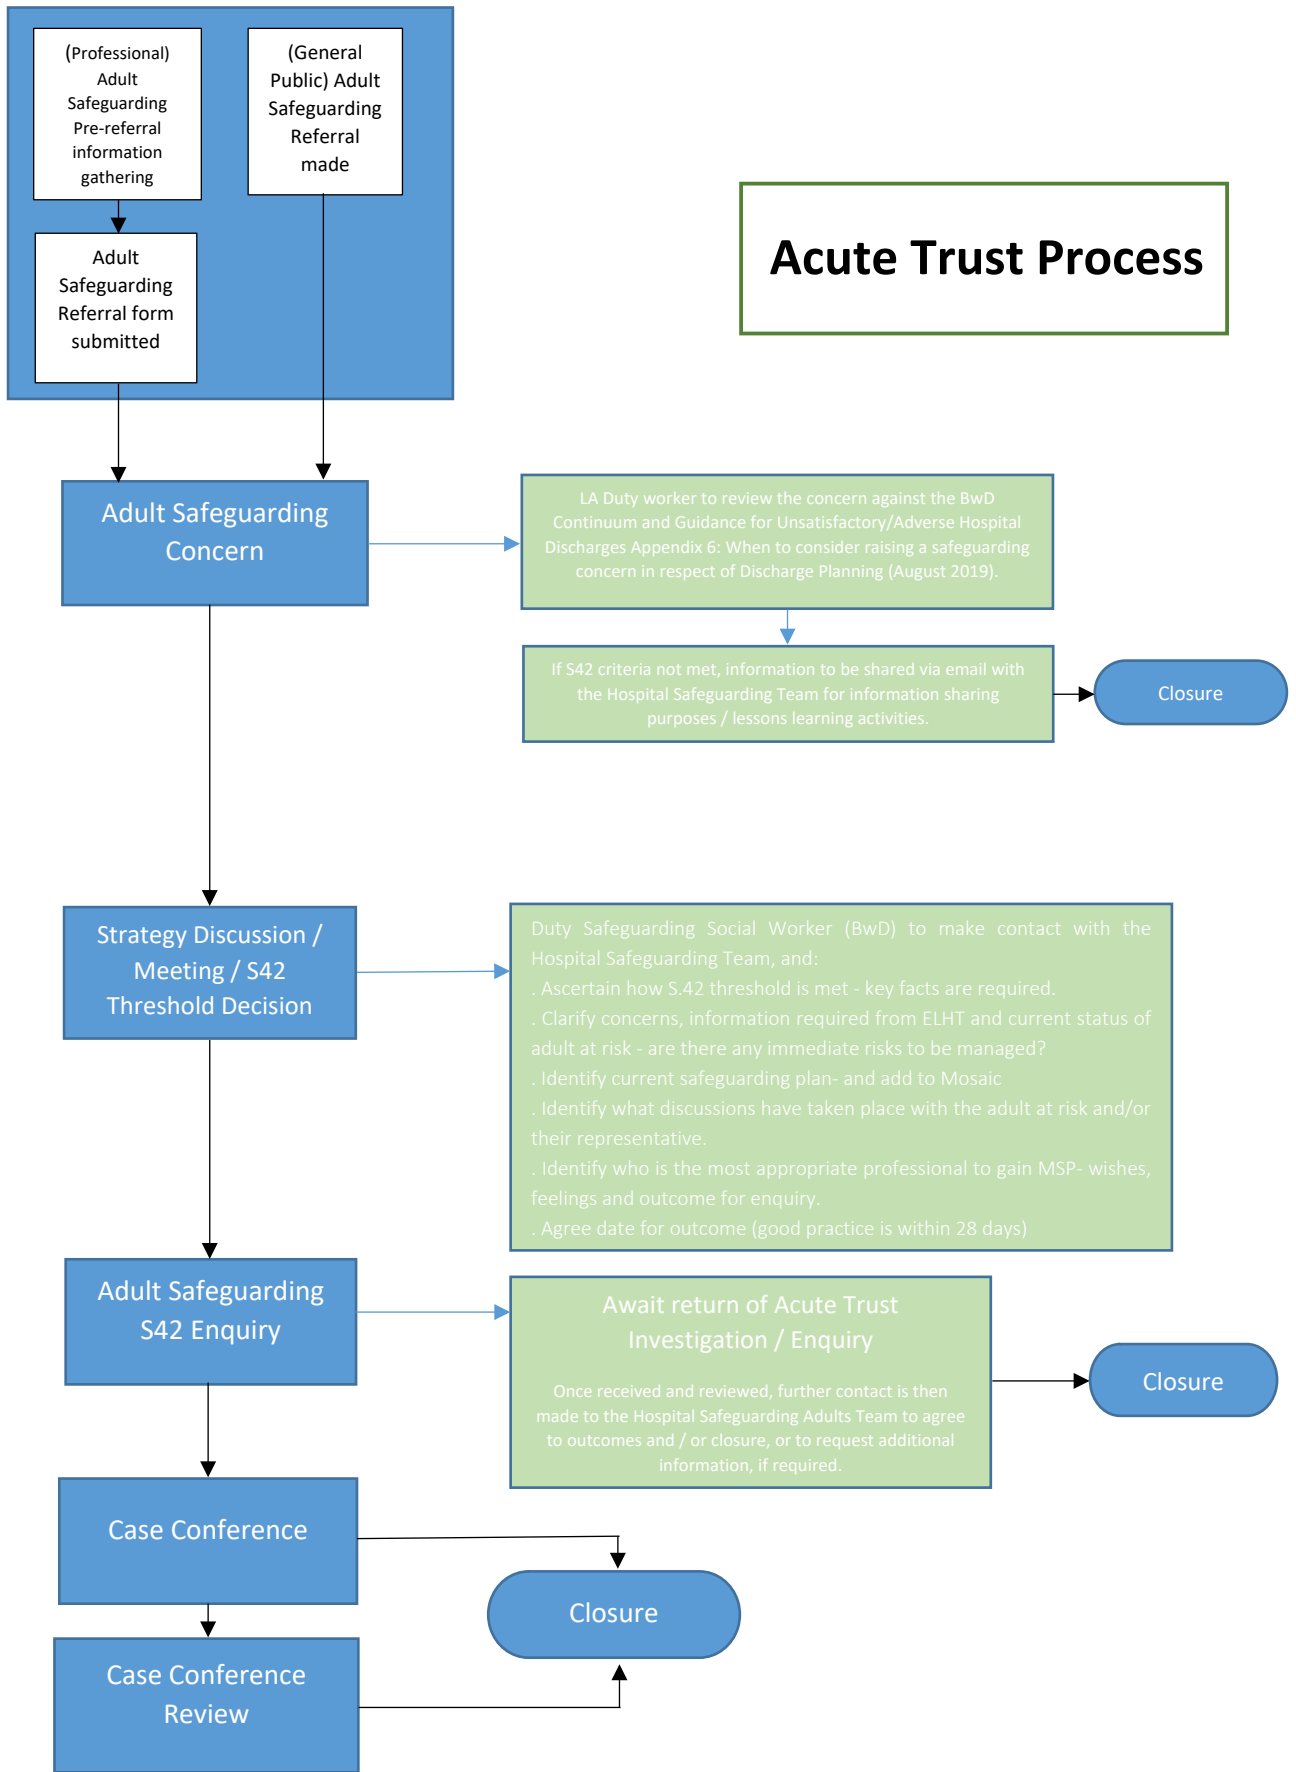 (Professional)
Adult
Safeguarding
Pre-referral
information
gathering
(General
Public) Adult
Safeguarding
Referral
made
Adult
Safeguarding
Referral form
submitted
Acute Trust Process
Adult Safeguarding
Concern
LA Duty worker to review the concern against the BwD
Continuum and Guidance for Unsatisfactory/Adverse Hospital
Discharges Appendix 6: When to consider raising a safeguarding
concern in respect of Discharge Planning (August 2019).
If S42 criteria not met, information to be shared via email with
the Hospital Safeguarding Team for information sharing
purposes / lessons learning activities.
Closure
Strategy Discussion /
Meeting / S42
Threshold Decision
Duty Safeguarding Social Worker (BwD) to make contact with the
Hospital Safeguarding Team, and:
. Ascertain how S.42 threshold is met - key facts are required.
. Clarify concerns, information required from ELHT and current status of
adult at risk - are there any immediate risks to be managed?
. Identify current safeguarding plan- and add to Mosaic
. Identify what discussions have taken place with the adult at risk and/or
their representative.
. Identify who is the most appropriate professional to gain MSP- wishes,
feelings and outcome for enquiry.
. Agree date for outcome (good practice is within 28 days)
Adult Safeguarding
S42 Enquiry
Await return of Acute Trust
Investigation / Enquiry
Once received and reviewed, further contact is then
made to the Hospital Safeguarding Adults Team to agree
to outcomes and / or closure, or to request additional
information, if required.
Closure
Case Conference
Closure
Case Conference
Review